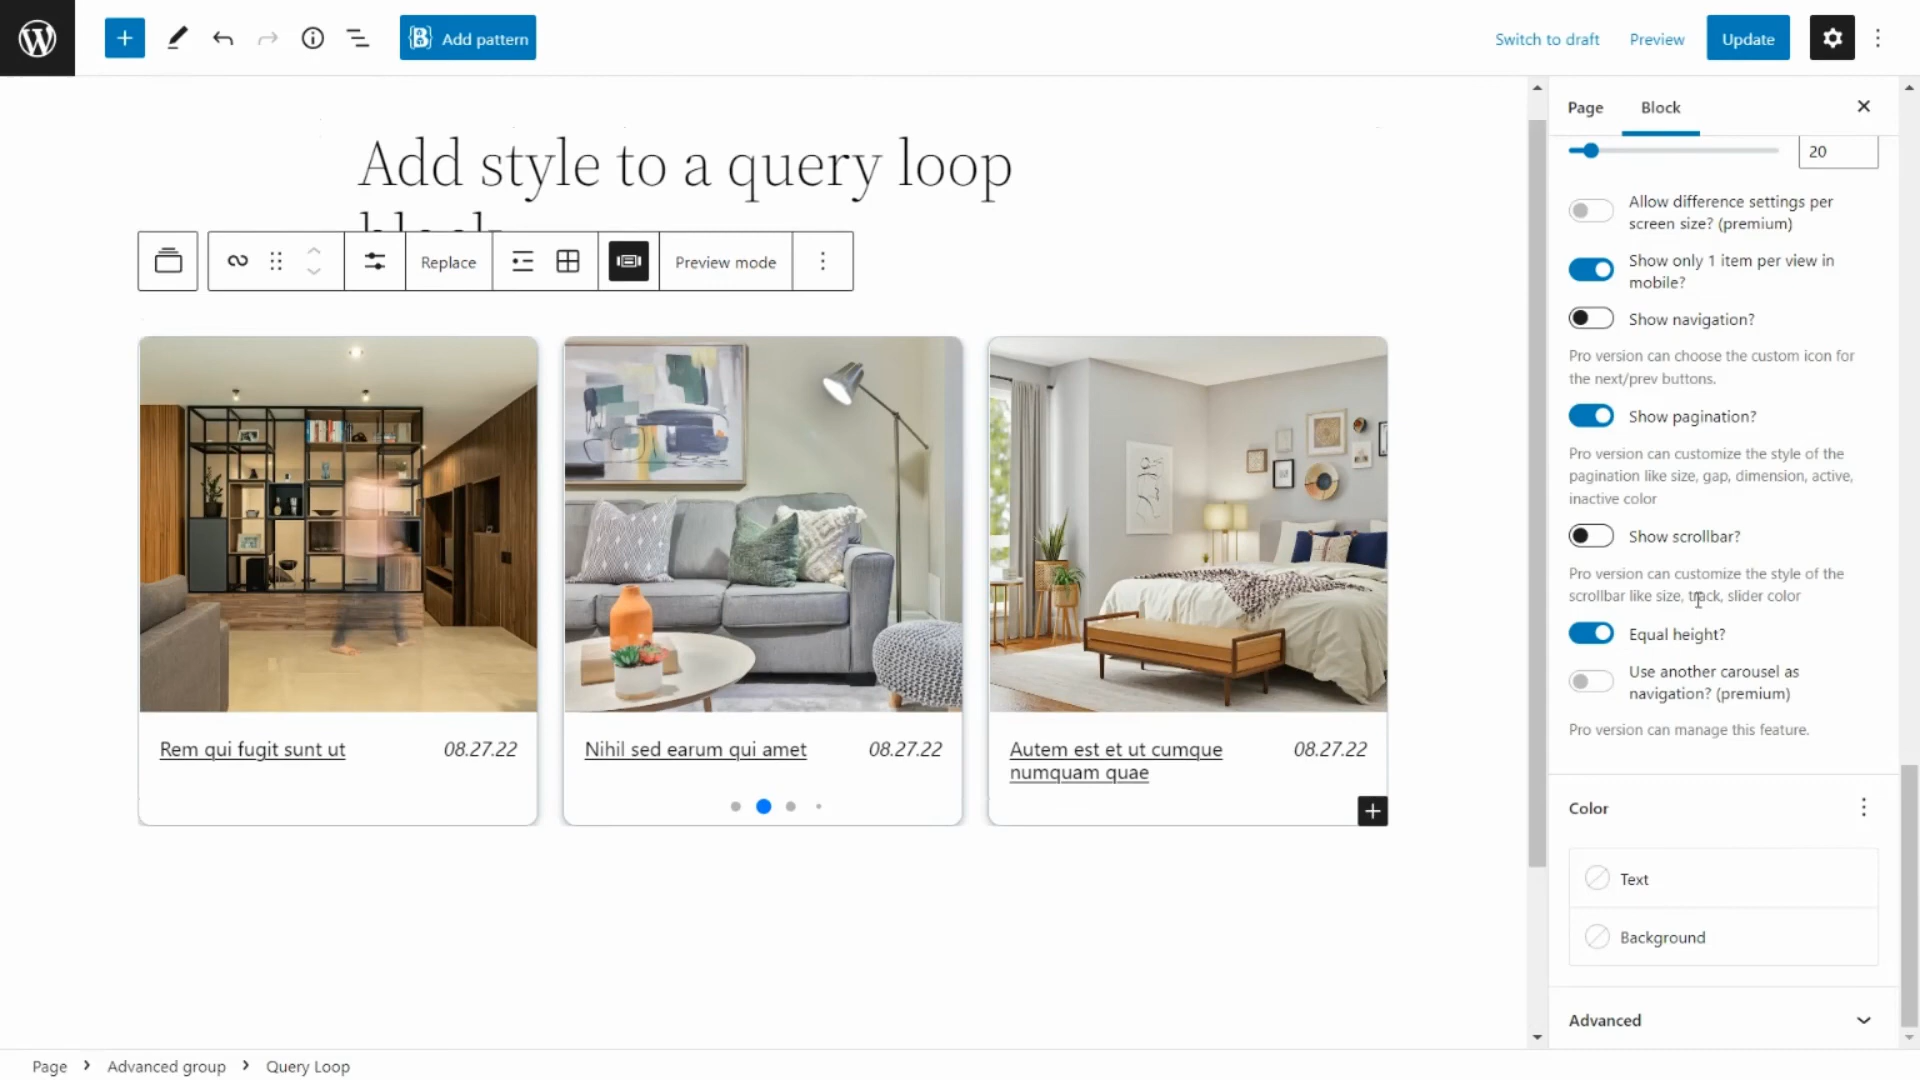 Add pattern
Switch to draft
Preview
Update
Page
Block
Add style to a query loop
block
Replace
Preview mode
Rem qui fugit sunt ut
08.27.22
Nihil sed earum qui amet
08.27.22
Autem est et ut cumque
numquam quae
08.27.22
20
Allow difference settings per
screen size? (premium)
Show only 1 item per view in
mobile?
Show navigation?
Pro version can choose the custom icon for
the next/prev buttons.
Show pagination?
Pro version can customize the style of the
pagination like size, gap, dimension, active,
inactive color
Show scrollbar?
Pro version can customize the style of the
scrollbar like size, track, slider color
Equal height?
Use another carousel as
navigation? (premium)
Pro version can manage this feature.
Color
Text
Background
Advanced
Page
Advanced group
Query Loop